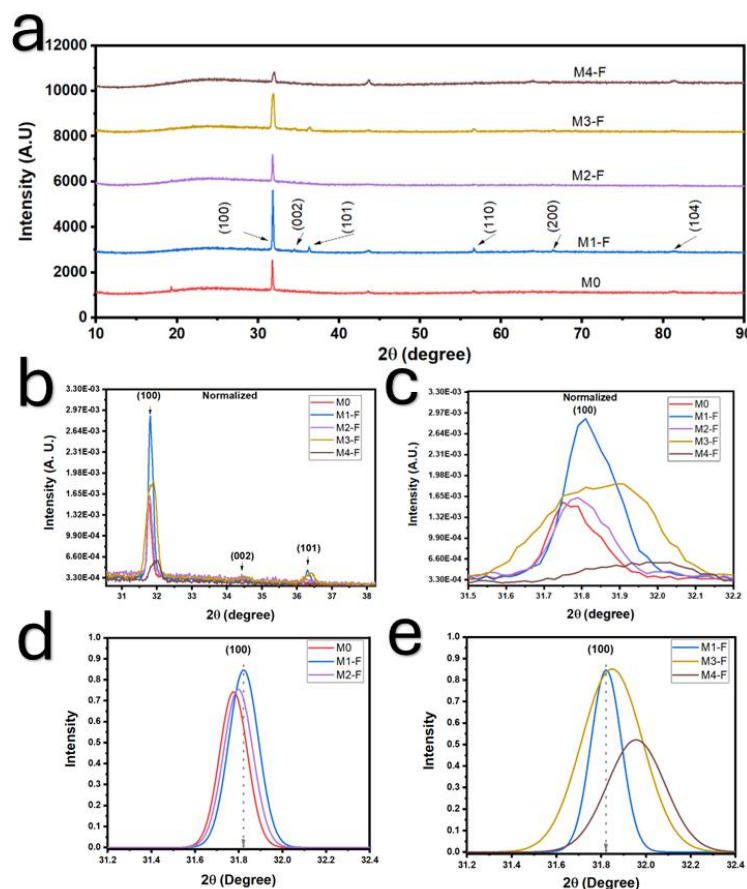 a
12000
10000
8000
6000
4000
2000
0
Intensity (A.U)
M4-F
M3-F
M2-F
M1-F
M0
(100)
(002)
(101)
(110)
(200)
(104)
10 20 30 40 50 60 70 80 90
2θ (degree)
b
3.30E-03
2.97E-03
2.64E-03
2.31E-03
1.98E-03
1.65E-03
1.32E-03
9.90E-04
6.60E-04
3.30E-04
Intensity (A. U.)
(100)
Normalized
M0
M1-F
M2-F
M3-F
M4-F
(002)
(101)
31 32 33 34 35 36 37 38
2θ (degree)
c
3.30E-03
2.97E-03
2.64E-03
2.31E-03
1.98E-03
1.65E-03
1.32E-03
9.90E-04
6.60E-04
3.30E-04
Intensity (A. U.)
Normalized
(100)
M0
M1-F
M2-F
M3-F
M4-F
31.5 31.6 31.7 31.8 31.9 32.0 32.1 32.2
2θ (degree)
d
1.0
0.9
0.8
0.7
0.6
0.5
0.4
0.3
0.2
0.1
0.0
Intensity
(100)
M0
M1-F
M2-F
31.2 31.4 31.6 31.8 32.0 32.2 32.4
2θ (Degree)
e
1.0
0.9
0.8
0.7
0.6
0.5
0.4
0.3
0.2
0.1
0.0
Intensity
(100)
M1-F
M3-F
M4-F
31.2 31.4 31.6 31.8 32.0 32.2 32.4
2θ (Degree)